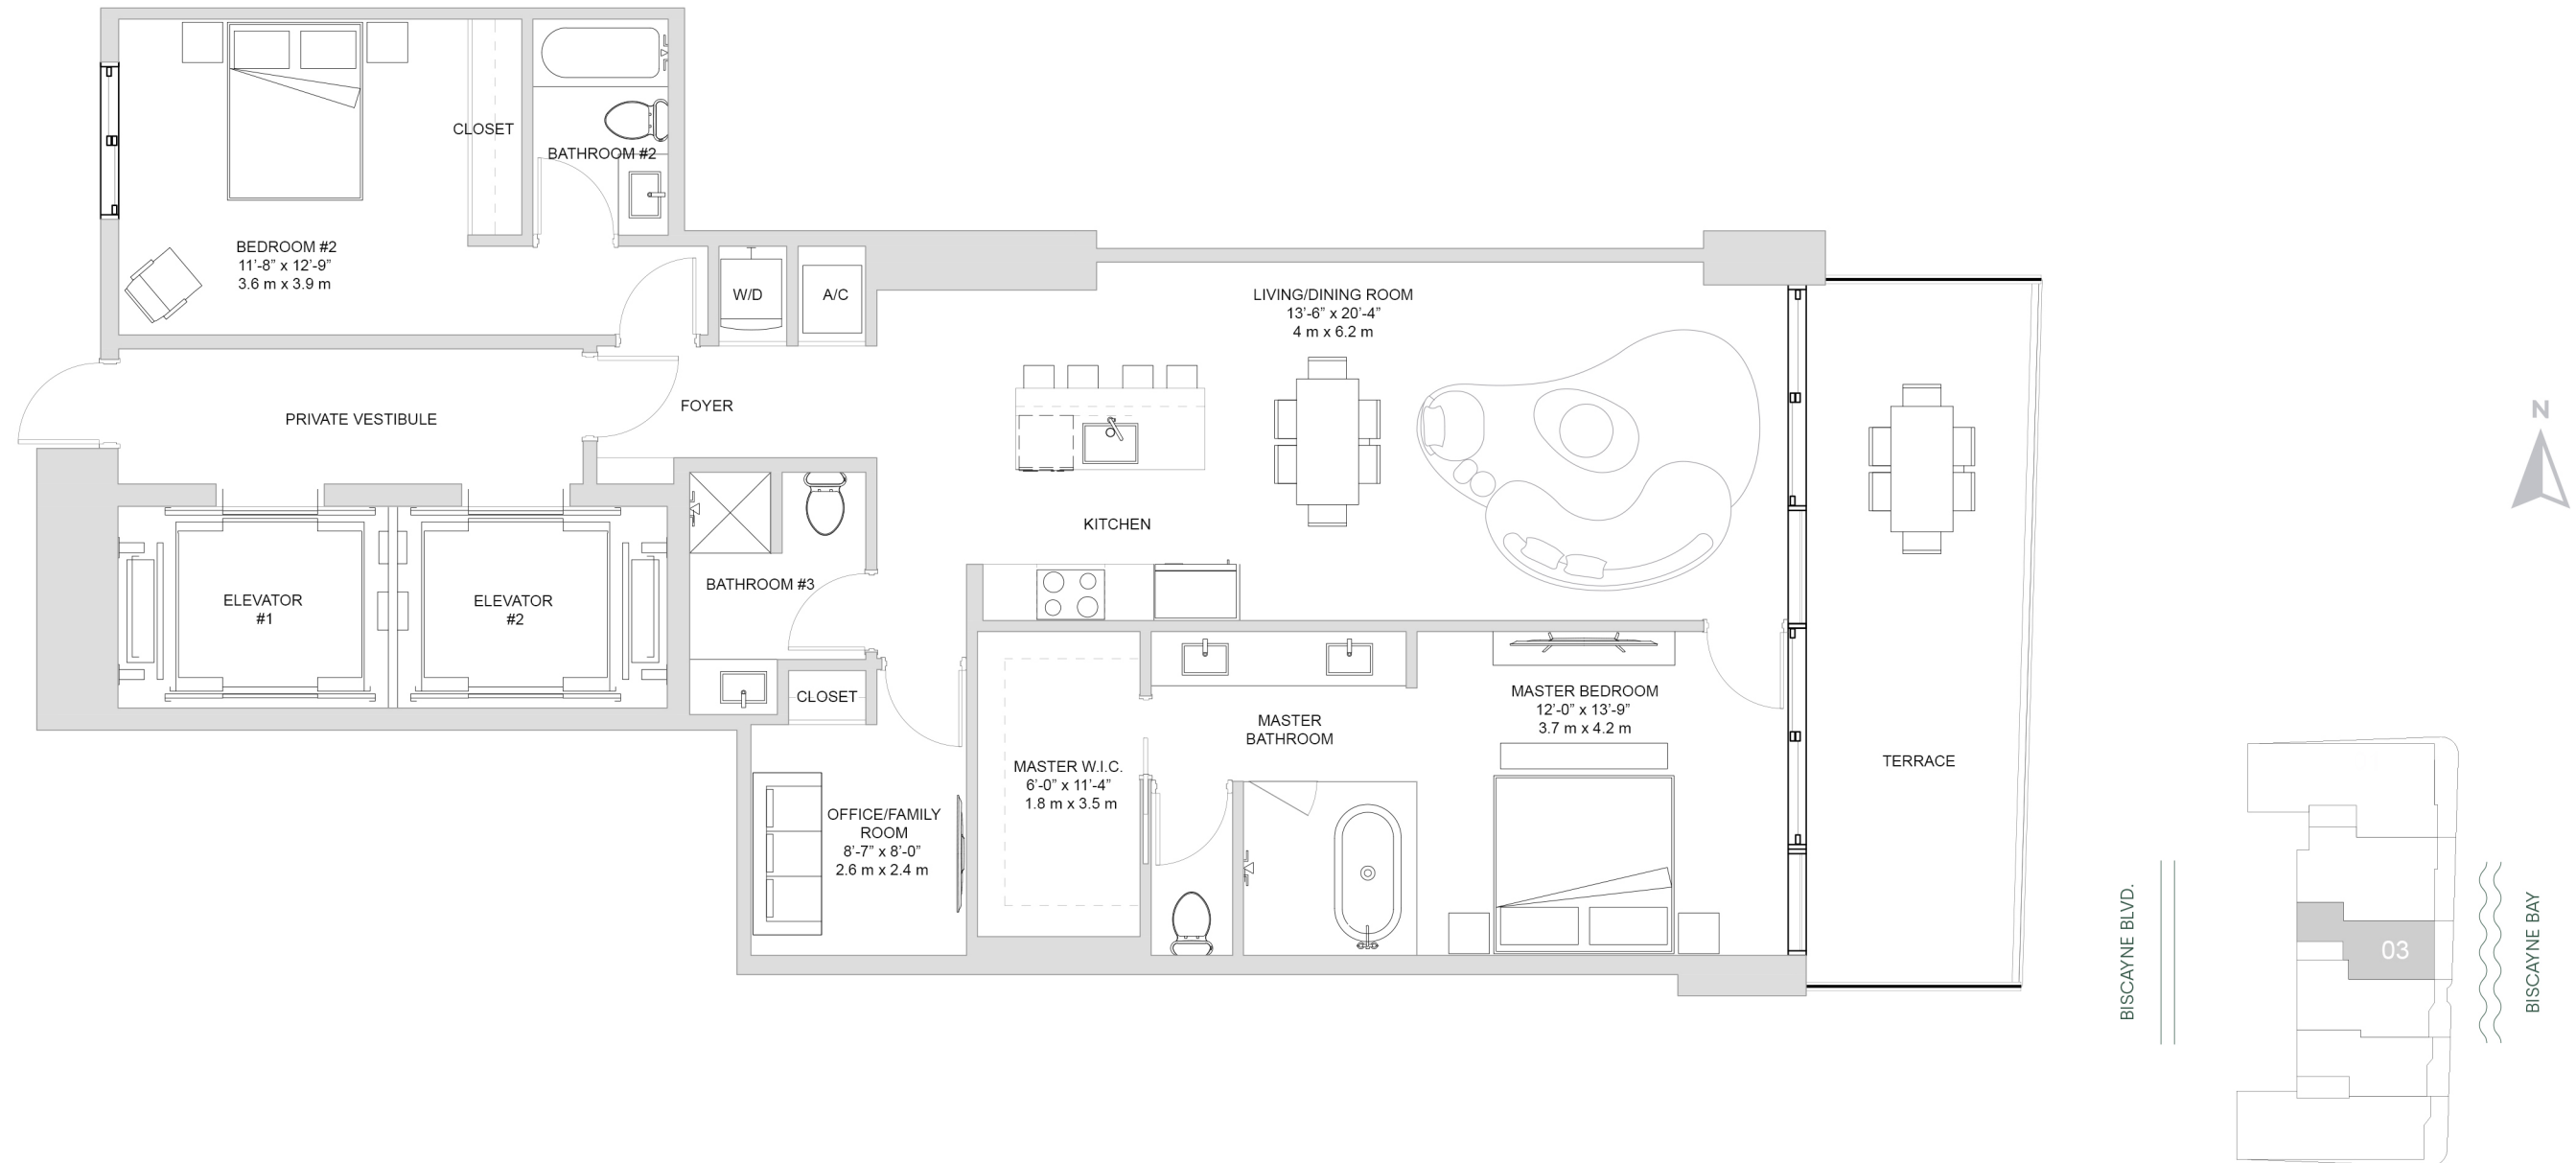 CLOSET
BATHROOM #2
BEDROOM #2
11’-8” x 12’-9”
3.6 m x 3.9 m
W/D
A/C
LIVING/DINING ROOM
13’-6” x 20’-4”
4 m x 6.2 m
PRIVATE VESTIBULE
FOYER
KITCHEN
ELEVATOR
#1
ELEVATOR
#2
BATHROOM #3
CLOSET
MASTER W.I.C.
6’-0” x 11’-4”
1.8 m x 3.5 m
MASTER
BATHROOM
MASTER BEDROOM
12’-0” x 13’-9”
3.7 m x 4.2 m
OFFICE/FAMILY
ROOM
8’-7” x 8’-0”
2.6 m x 2.4 m
TERRACE
N
BISCAYNE BLVD.
03
BISCAYNE BAY